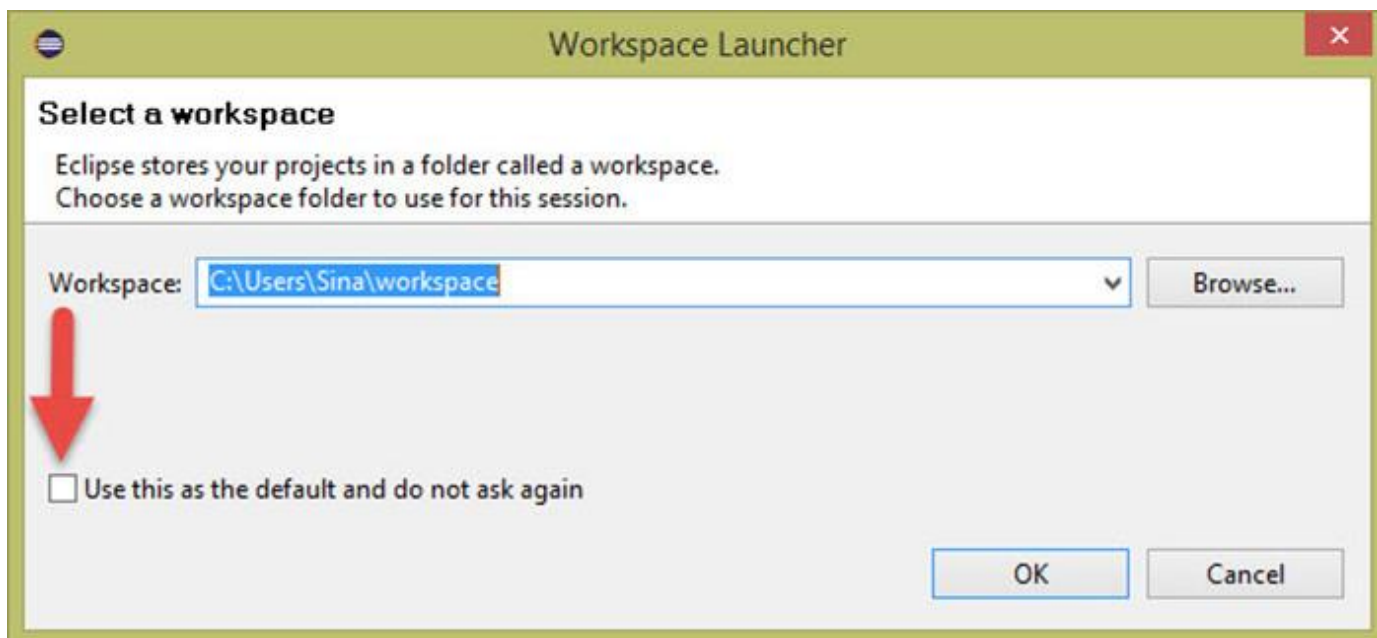 Workspace Launcher
Select a workspace
Eclipse stores your projects in a folder called a workspace.
Choose a workspace folder to use for this session.
Workspace: C:\Users\Sina\workspace Browse...
Use this as the default and do not ask again
OK Cancel